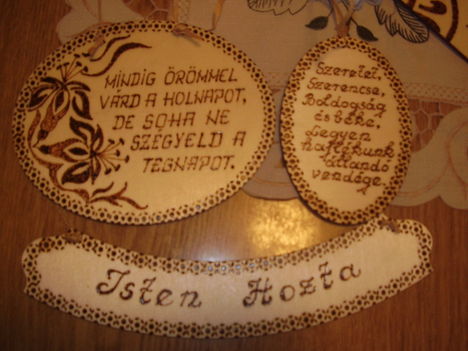 MINDIG ÖRÖMMEL
VÁRD A HOLNAPOT,
DE SOHA NE
SZÉGYELD A
TEGNAPOT.
Szeretet,
Szerencse,
Boldogság
és béke,
Legyen
hajlékunk
állandó
vendége.
Isten Hozta